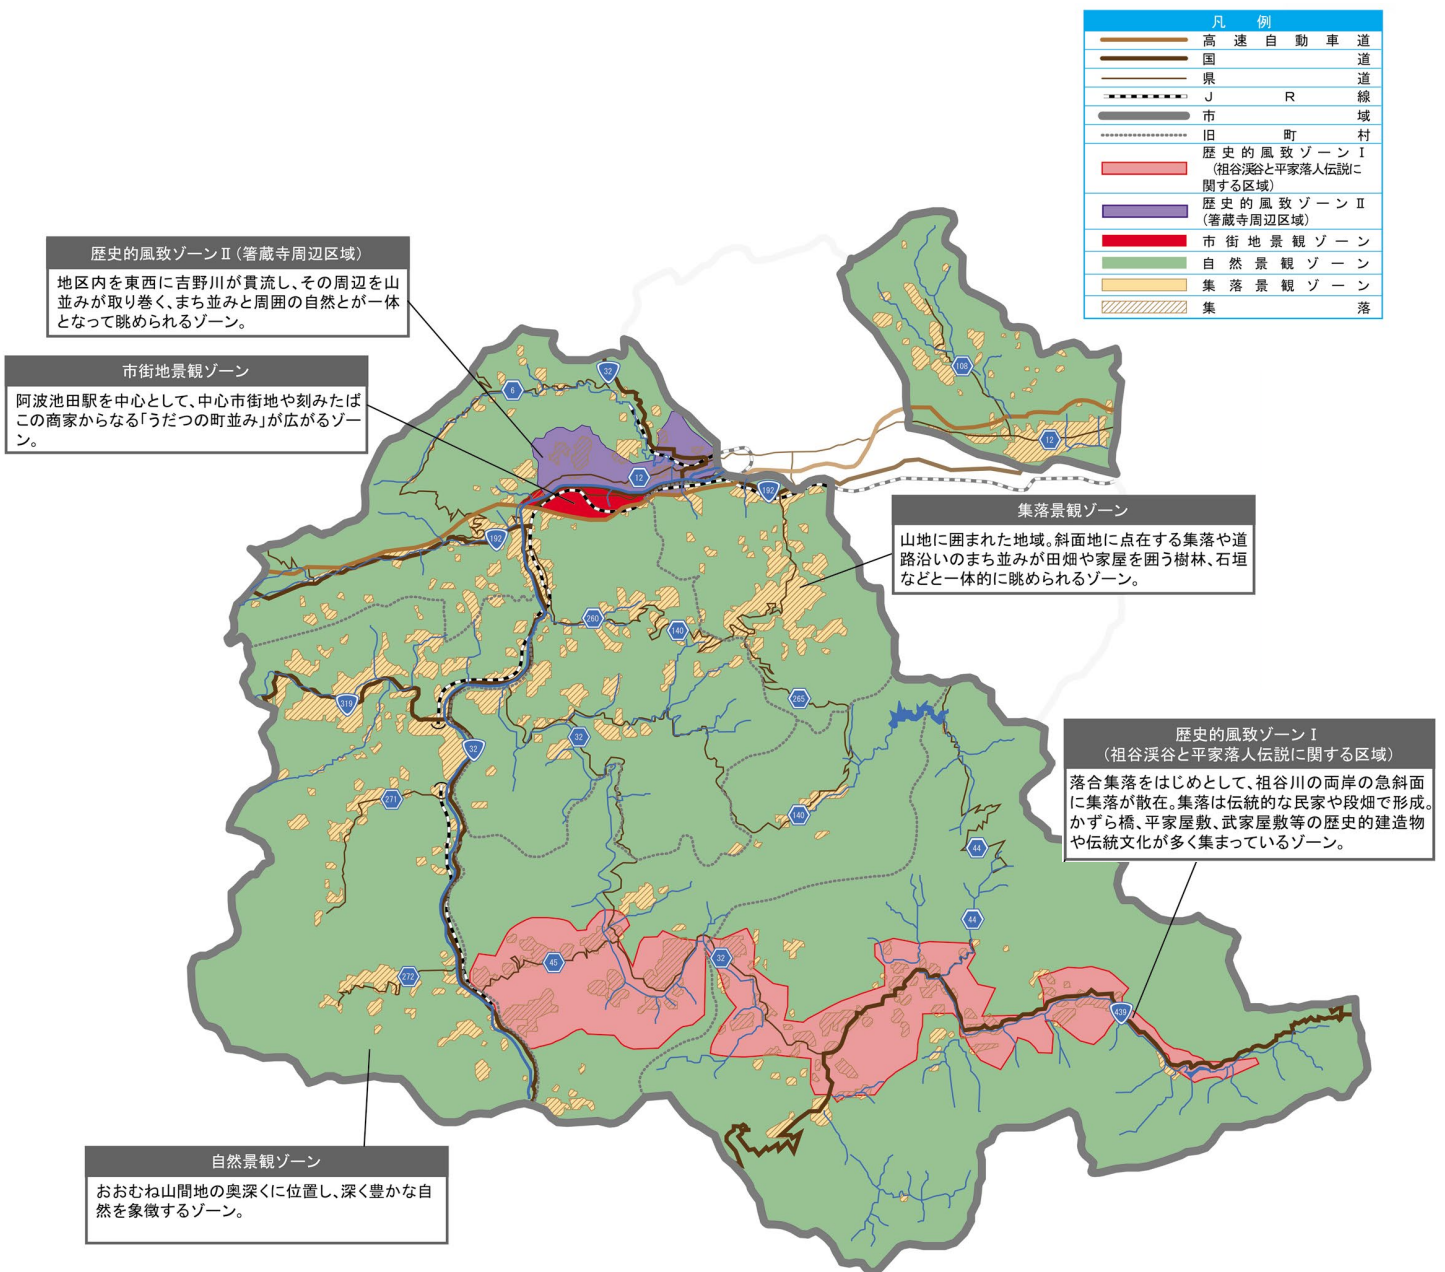 凡例
高速自動車道
国道
県道
JR線
市域
旧町村
歴史的風致ゾーンⅠ
(祖谷渓谷と平家落人伝説に
関する区域)
歴史的風致ゾーンⅡ
(箸蔵寺周辺区域)
市街地景観ゾーン
自然景観ゾーン
集落景観ゾーン
集落
歴史的風致ゾーンⅡ(箸蔵寺周辺区域)
地区内を東西に吉野川が貫流し、その周辺を山
並みが取り巻く、まち並みと周囲の自然とが一体
となって眺められるゾーン。
市街地景観ゾーン
阿波池田駅を中心として、中心市街地や刻みたば
この商家からなる「うだつの町並み」が広がるゾー
ン。
集落景観ゾーン
山地に囲まれた地域。斜面地に点在する集落や道
路沿いのまち並みが田畑や家屋を囲う樹林、石垣
などと一体的に眺められるゾーン。
歴史的風致ゾーンⅠ
(祖谷渓谷と平家落人伝説に関する区域)
落合集落をはじめとして、祖谷川の両岸の急斜面
に集落が散在。集落は伝統的な民家や段畑で形成。
かずら橋、平家屋敷、武家屋敷等の歴史的建造物
や伝統文化が多く集まっているゾーン。
自然景観ゾーン
おおむね山間地の奥深くに位置し、深く豊かな自
然を象徴するゾーン。
32
6
108
12
12
192
192
260
140
265
319
32
32
271
140
44
44
45
32
272
439